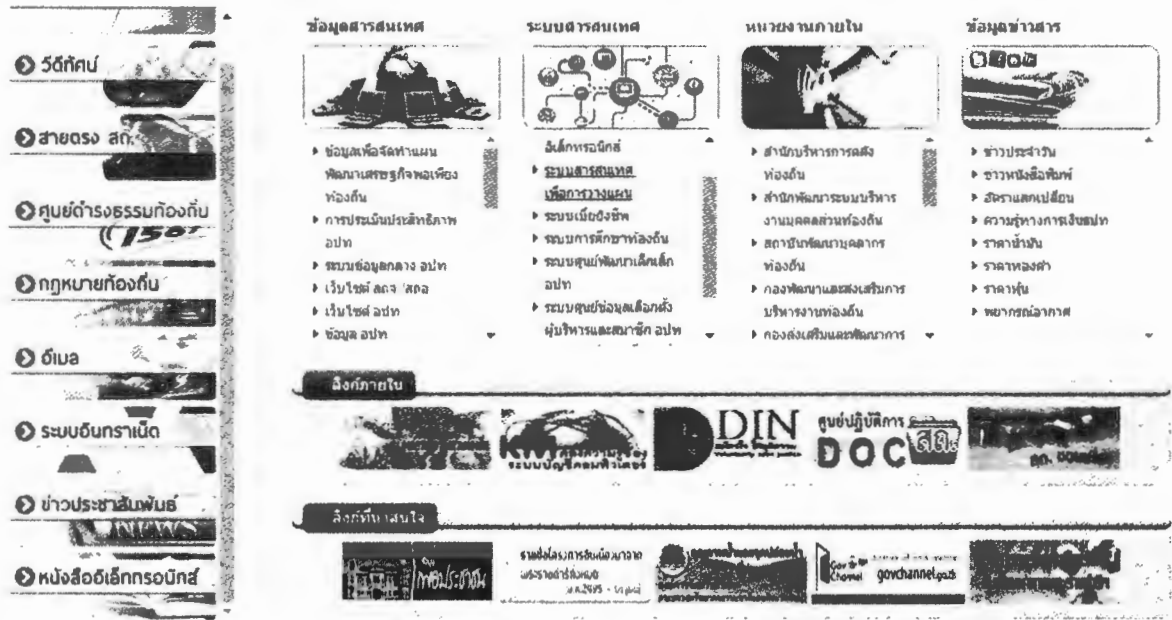 วีดีทัศน์
สายตรง สถ.
ศูนย์ดำรงธรรมท้องถิ่น
กฎหมายท้องถิ่น
อีเมล
ระบบอินทราเน็ต
ข่าวประชาสัมพันธ์
NEWS
หนังสืออิเล็กทรอนิกส์
ข้อมูลสารสนเทศ
ข้อมูลเพื่อจัดทำแผน
พัฒนาเศรษฐกิจพอเพียง
ท้องถิ่น
การประเมินประสิทธิภาพ
อปท
ระบบข้อมูลกลาง อปท
เว็บไซต์ สถจ/สถอ
เว็บไซต์ อปท
ข้อมูล อปท
ระบบสารสนเทศ
อิเล็กทรอนิกส์
ระบบสารสนเทศ
เพื่อการวางแผน
ระบบเบี้ยยังชีพ
ระบบการศึกษาท้องถิ่น
ระบบศูนย์พัฒนาเด็กเล็ก
อปท
ระบบศูนย์ข้อมูลเลือกตั้ง
ผู้บริหารและสมาชิก อปท
หน่วยงานภายใน
สำนักบริหารการคลัง
ท้องถิ่น
สำนักพัฒนาระบบบริหาร
งานบุคคลส่วนท้องถิ่น
สถาบันพัฒนาบุคลากร
ท้องถิ่น
กองพัฒนาและส่งเสริมการ
บริหารงานท้องถิ่น
กองส่งเสริมและพัฒนาการ
ข้อมูลข่าวสาร
ข่าวประจำวัน
ข่าวหนังสือพิมพ์
อัตราแลกเปลี่ยน
ความรู้ทางการเงินธปท
ราคาน้ำมัน
ราคาทองคำ
ราคาหุ้น
พยากรณ์อากาศ
ลิงก์ภายใน
ระบบบัญชีคอมพิวเตอร์
DIN
ศูนย์ปฏิบัติการ
DOC สถ.
ลิงก์ที่น่าสนใจ
Gov Channel govchannel.go.th